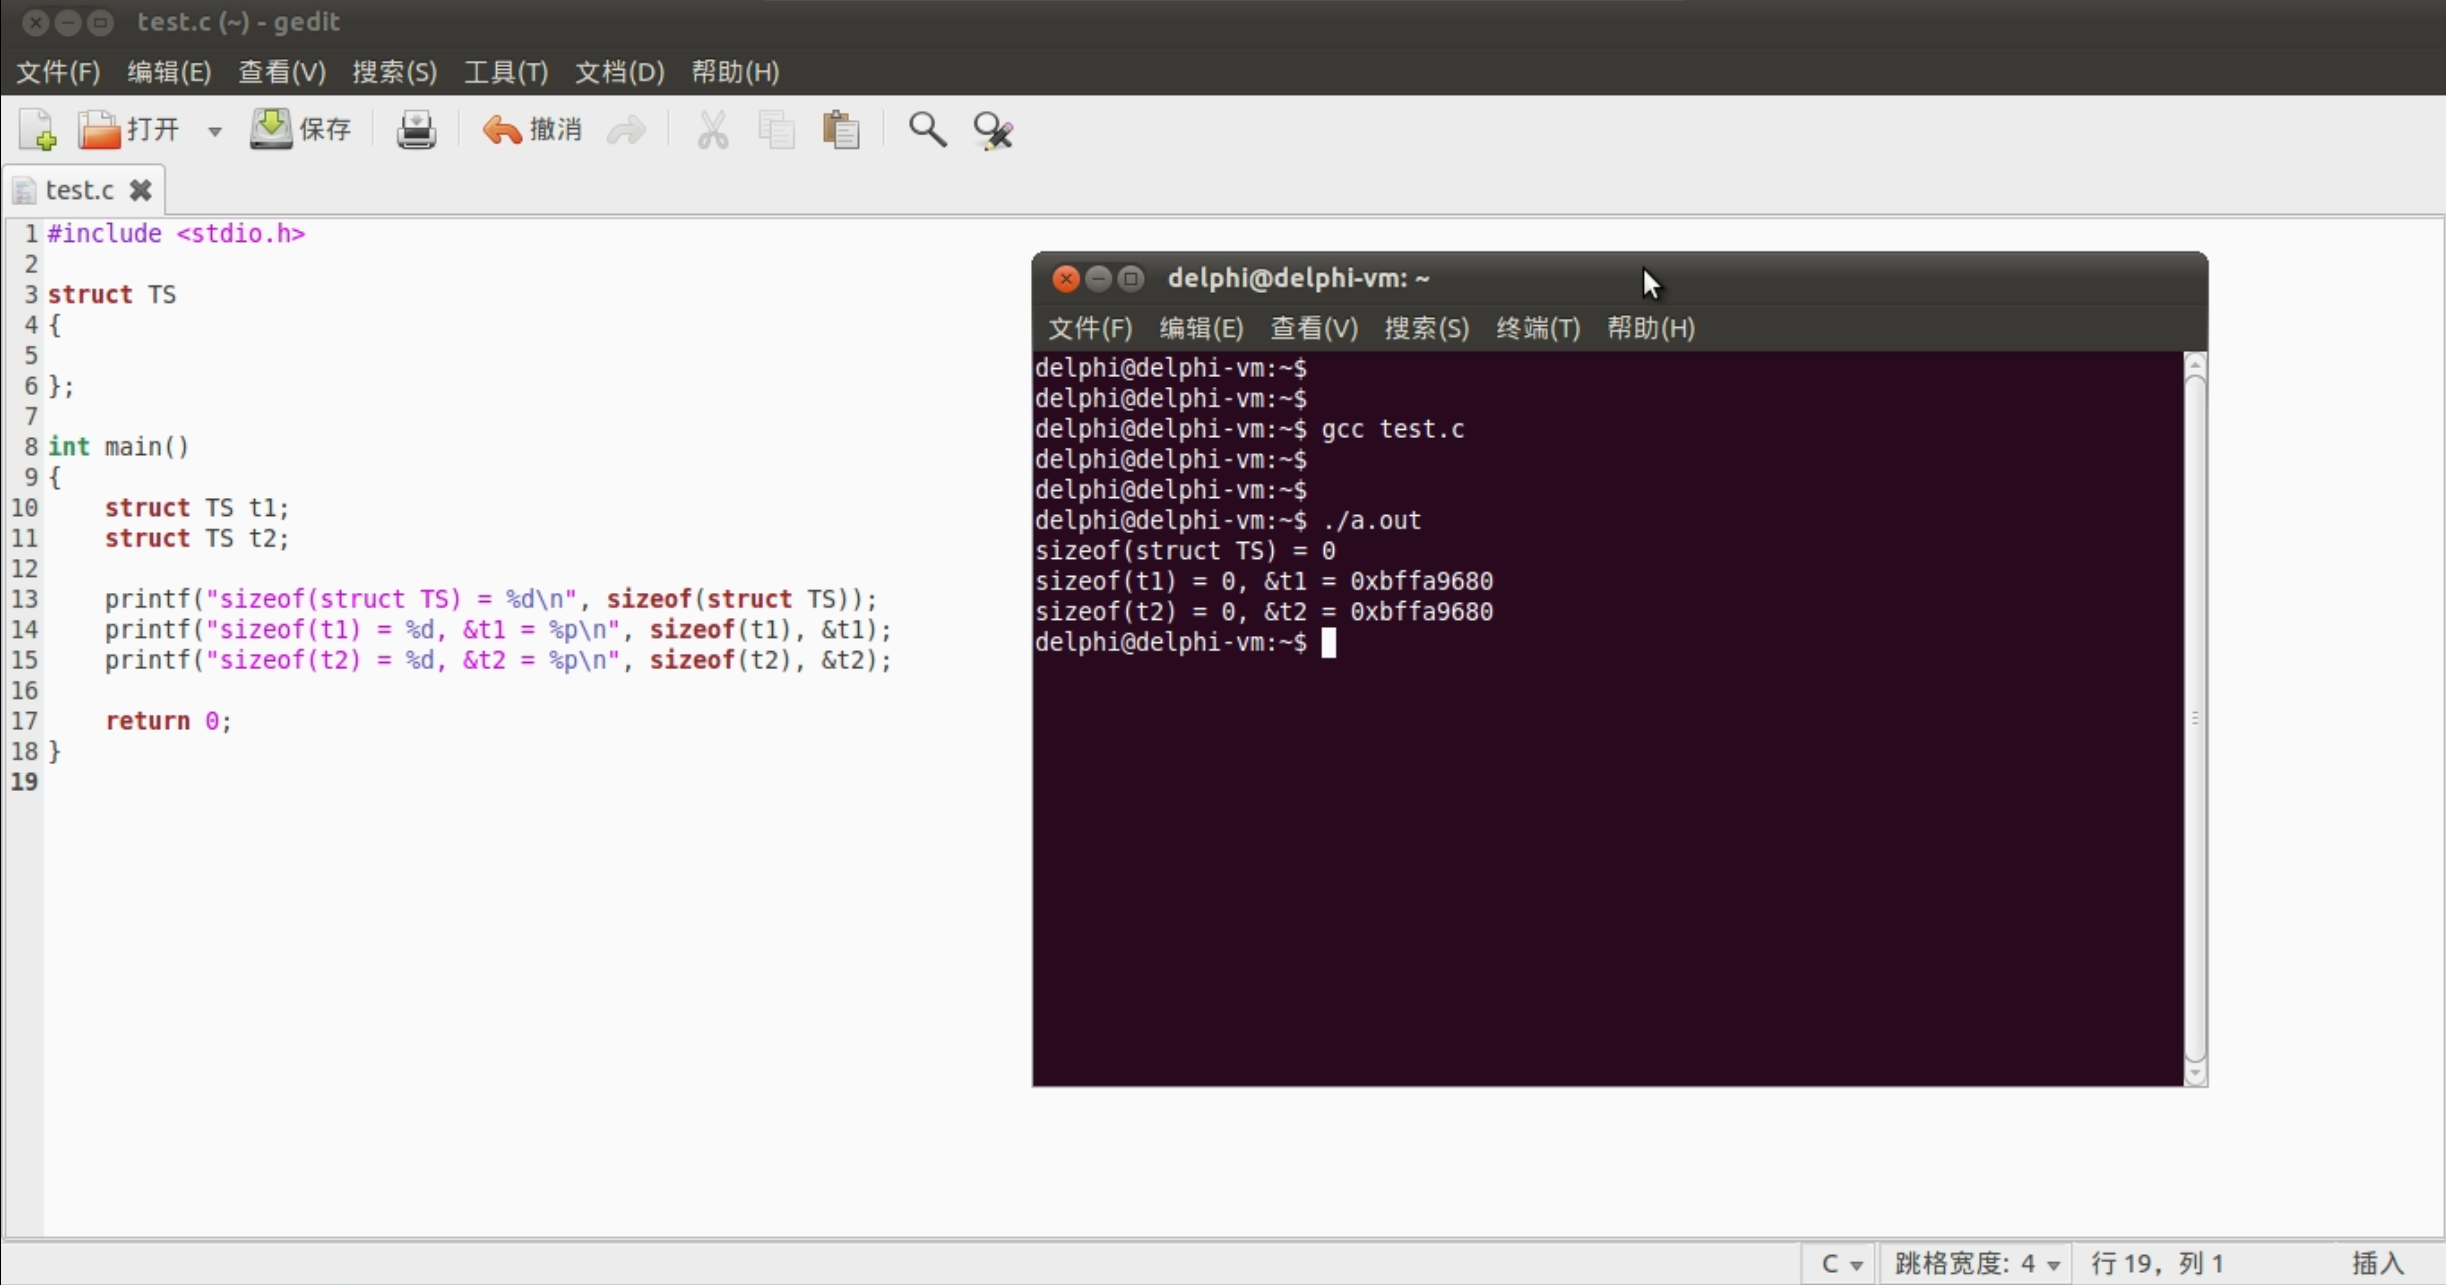 test.c (~) - gedit
文件(F) 编辑(E) 查看(V) 搜索(S) 工具(T) 文档(D) 帮助(H)
打开 保存 撤消
test.c
1 #include <stdio.h>
2
3 struct TS
4 {
5
6 };
7
8 int main()
9 {
10     struct TS t1;
11     struct TS t2;
12
13     printf("sizeof(struct TS) = %d\n", sizeof(struct TS));
14     printf("sizeof(t1) = %d, &t1 = %p\n", sizeof(t1), &t1);
15     printf("sizeof(t2) = %d, &t2 = %p\n", sizeof(t2), &t2);
16
17     return 0;
18 }
19
delphi@delphi-vm: ~
文件(F) 编辑(E) 查看(V) 搜索(S) 终端(T) 帮助(H)
delphi@delphi-vm:~$
delphi@delphi-vm:~$
delphi@delphi-vm:~$ gcc test.c
delphi@delphi-vm:~$
delphi@delphi-vm:~$
delphi@delphi-vm:~$ ./a.out
sizeof(struct TS) = 0
sizeof(t1) = 0, &t1 = 0xbffa9680
sizeof(t2) = 0, &t2 = 0xbffa9680
delphi@delphi-vm:~$
C 跳格宽度: 4 行 19，列 1 插入